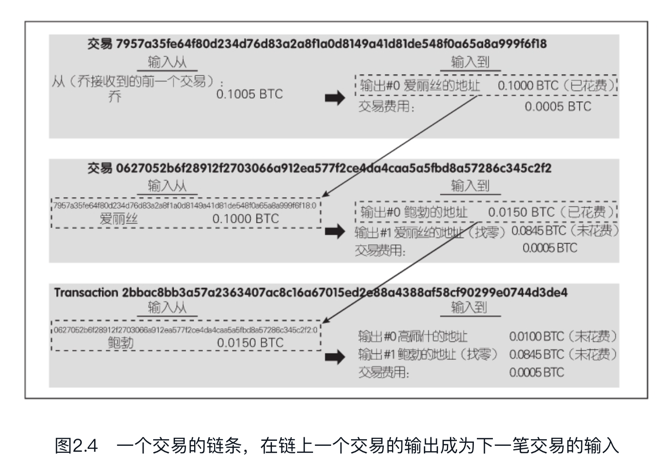 交易 7957a35fe64f80d234d76d83a2a8f1a0d8149a41d81de548f0a65a8a999f6f18
输入从
输入到
从（乔接收到的前一个交易）：
乔
0.1005 BTC
输出#0 爱丽丝的地址 0.1000 BTC（已花费）
交易费用： 0.0005 BTC
交易 0627052b6f28912f2703066a912ea577f2ce4da4caa5a5fbd8a57286c345c2f2
输入从
输入到
7957a35fe64f80d234d76d83a2a8f1a0d8149a41d81de548f0a65a8a999f6f18:0
爱丽丝 0.1000 BTC
输出#0 鲍勃的地址 0.0150 BTC（已花费）
输出#1 爱丽丝的地址（找零） 0.0845 BTC（未花费）
交易费用： 0.0005 BTC
Transaction 2bbac8bb3a57a2363407ac8c16a67015ed2e88a4388af58cf90299e0744d3de4
输入从
输入到
0627052b6f28912f2703066a912ea577f2ce4da4caa5a5fbd8a57286c345c2f2:0
鲍勃 0.0150 BTC
输出#0高佩什的地址 0.0100 BTC（未花费）
输出#1 鲍勃的地址（找零） 0.0845 BTC（未花费）
交易费用： 0.0005 BTC
图2.4 一个交易的链条，在链上一个交易的输出成为下一笔交易的输入